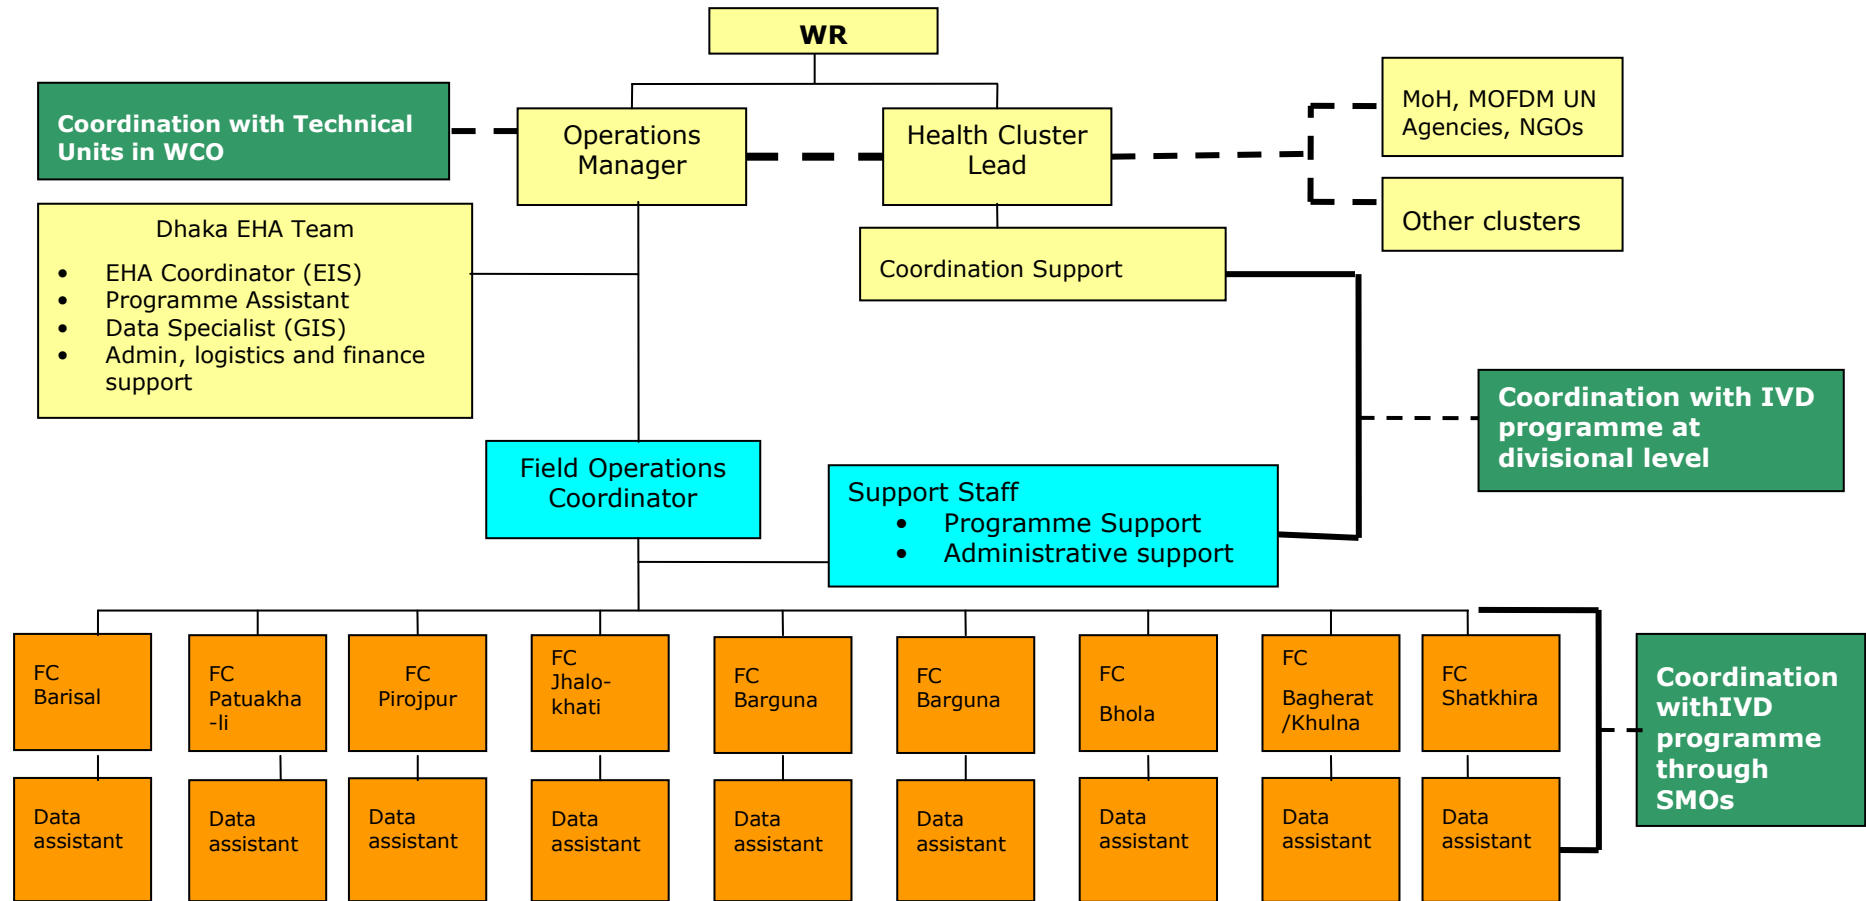 WR
Coordination with Technical
Units in WCO
Operations
Manager
Health Cluster
Lead
MoH, MOFDM UN
Agencies, NGOs
Other clusters
Dhaka EHA Team
• EHA Coordinator (EIS)
• Programme Assistant
• Data Specialist (GIS)
• Admin, logistics and finance
support
Coordination Support
Coordination with IVD
programme at
divisional level
Field Operations
Coordinator
Support Staff
• Programme Support
• Administrative support
FC
Barisal
FC
Patuakha
-li
FC
Pirojpur
FC
Jhalo-
khati
FC
Barguna
FC
Barguna
FC
Bhola
FC
Bagherat
/Khulna
FC
Shatkhira
Coordination
withIVD
programme
through
SMOs
Data
assistant
Data
assistant
Data
assistant
Data
assistant
Data
assistant
Data
assistant
Data
assistant
Data
assistant
Data
assistant